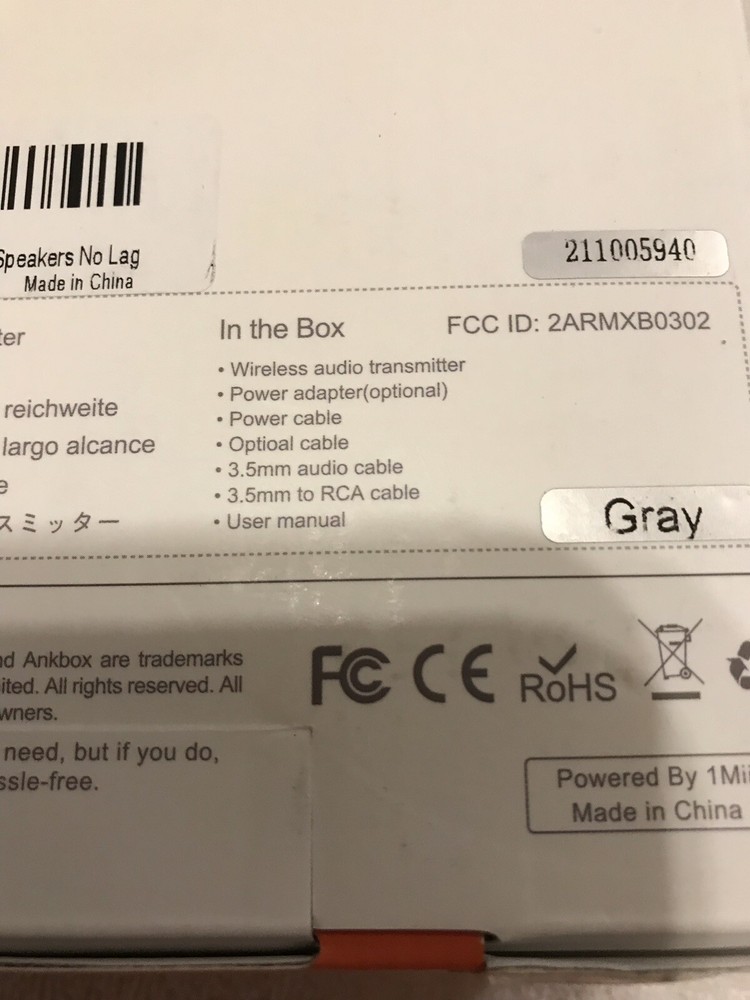 Speakers No Lag
Made in China
211005940
ter
reichweite
largo alcance
e
スミッター
In the Box
• Wireless audio transmitter
• Power adapter(optional)
• Power cable
• Optioal cable
• 3.5mm audio cable
• 3.5mm to RCA cable
• User manual
FCC ID: 2ARMXB0302
Gray
nd Ankbox are trademarks
ited. All rights reserved. All
wners.
need, but if you do,
ssle-free.
FC CE RoHS
Powered By 1Mii
Made in China